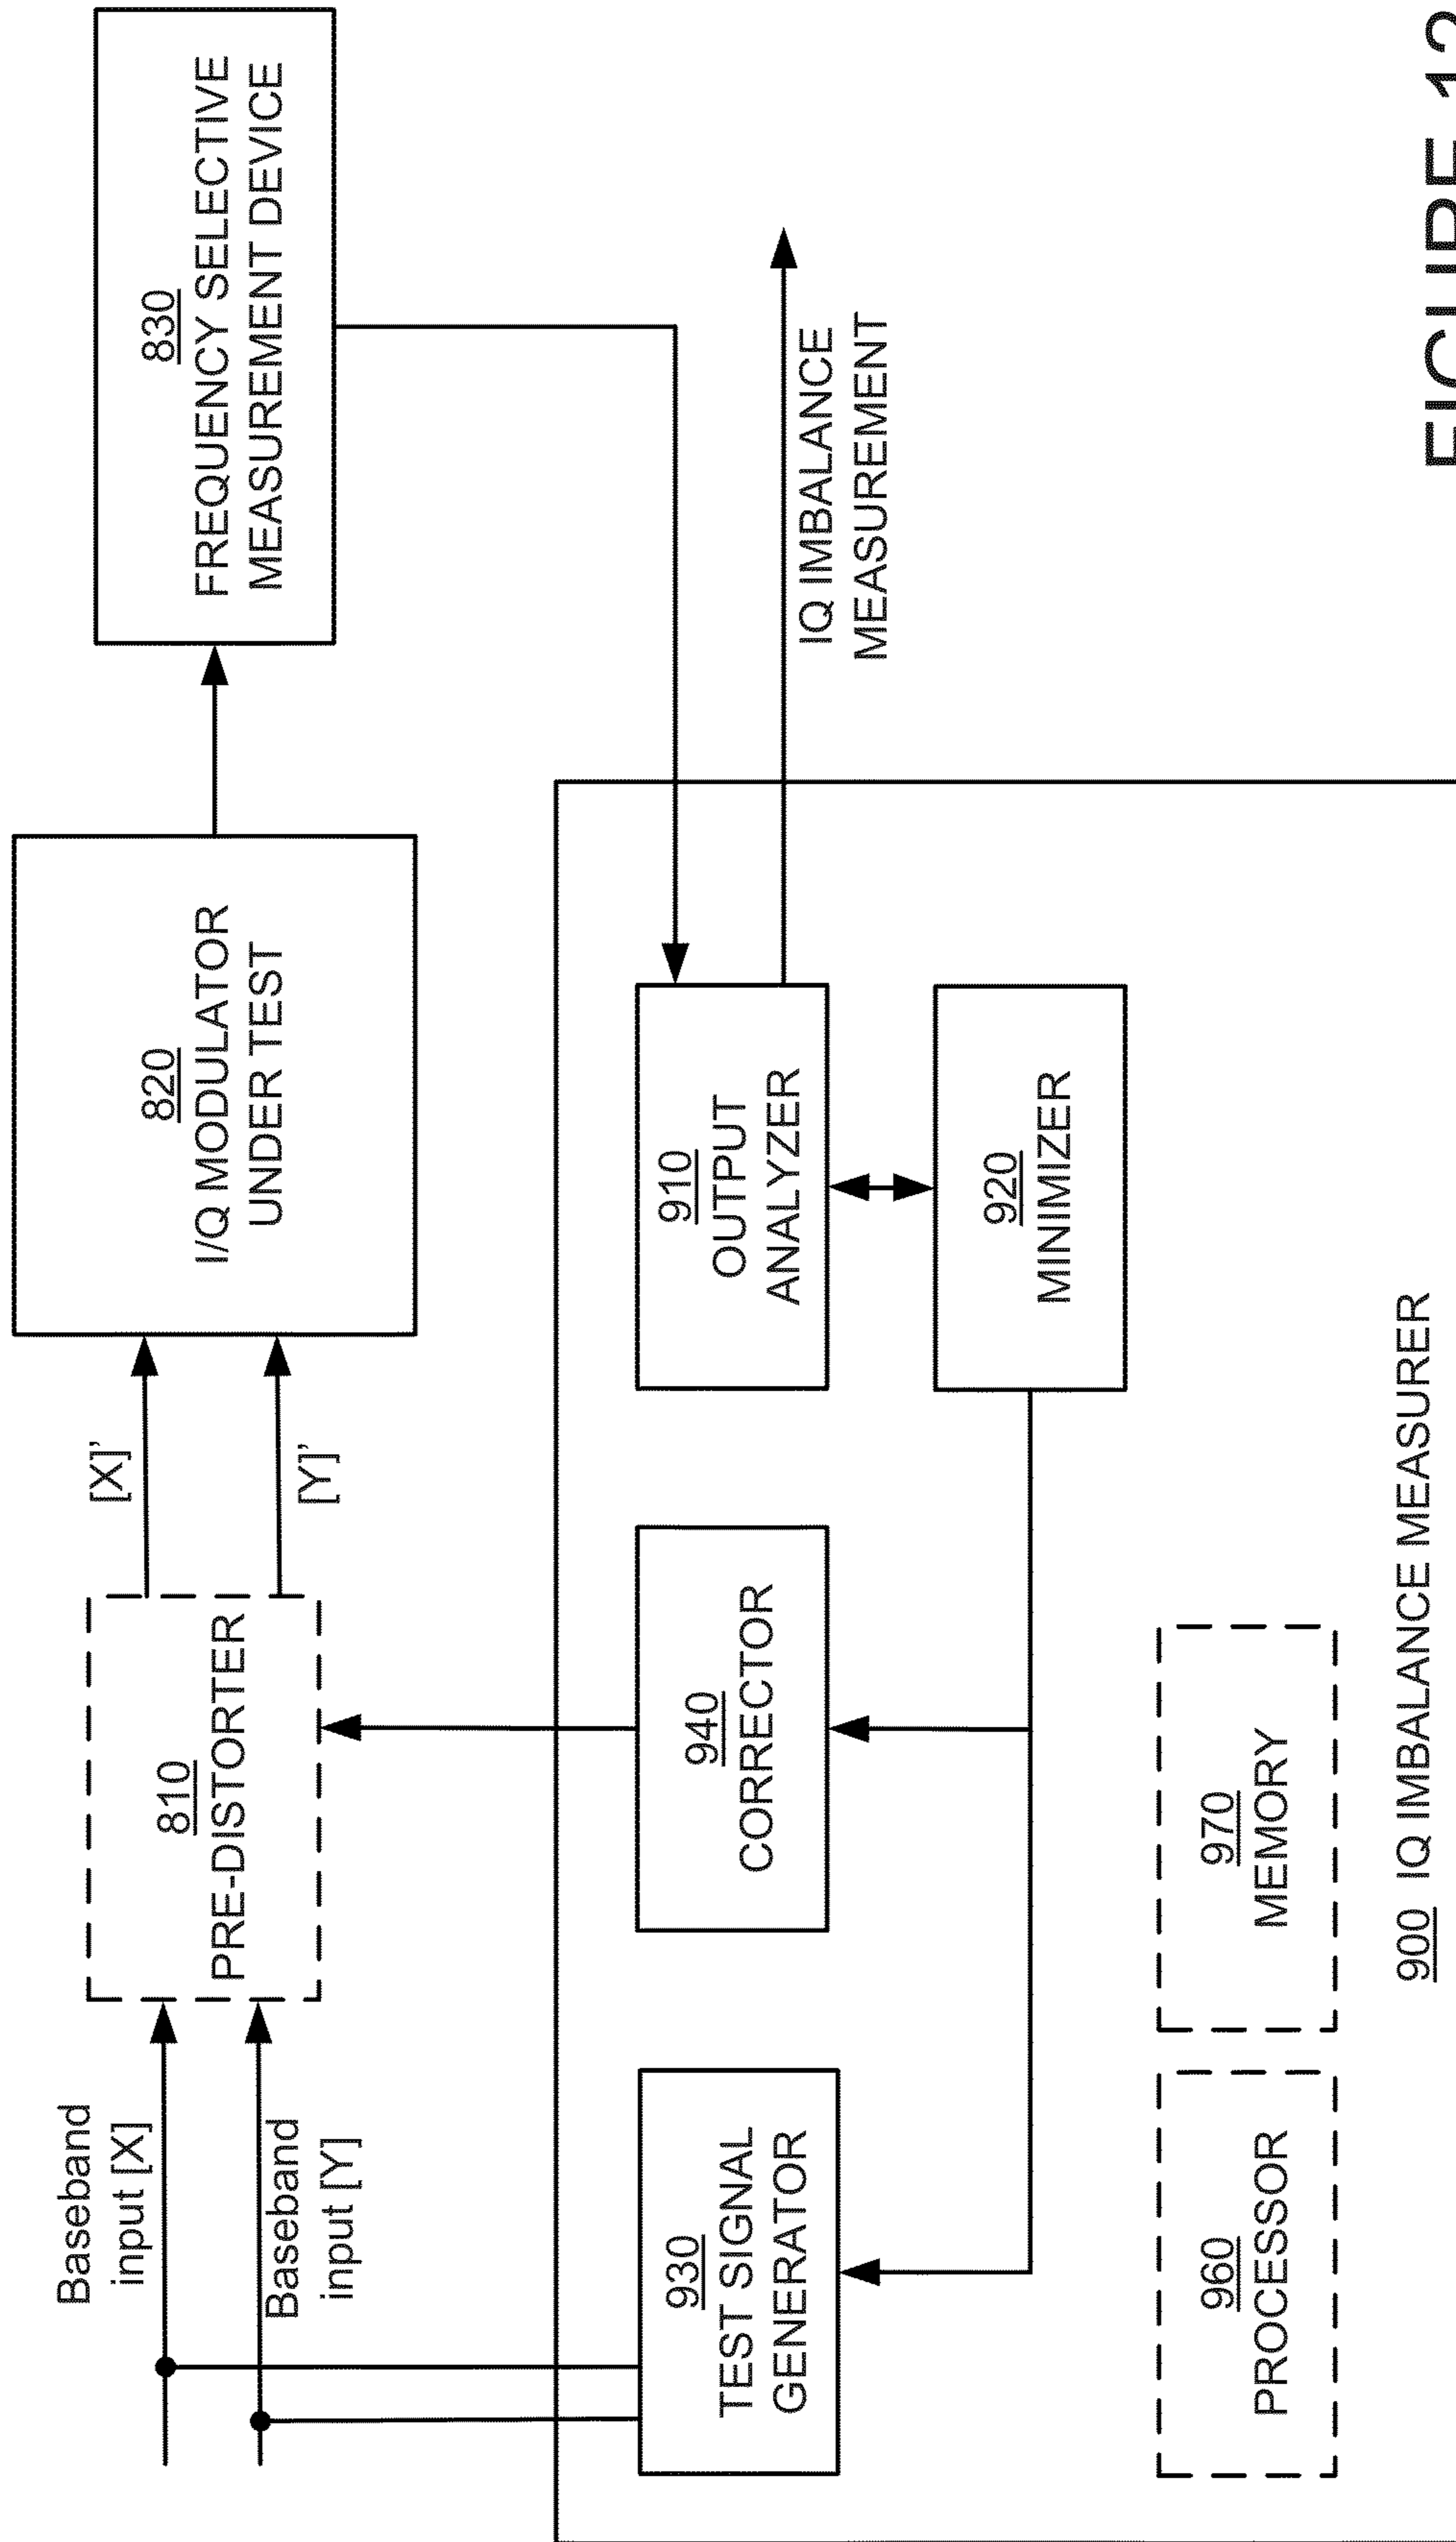 Baseband
input [X]
Baseband
input [Y]
810
PRE-DISTORTER
[X]'
[Y]'
820
I/Q MODULATOR
UNDER TEST
830
FREQUENCY SELECTIVE
MEASUREMENT DEVICE
930
TEST SIGNAL
GENERATOR
940
CORRECTOR
910
OUTPUT
ANALYZER
IQ IMBALANCE
MEASUREMENT
920
MINIMIZER
960
PROCESSOR
970
MEMORY
900 IQ IMBALANCE MEASURER
FIGURE 12